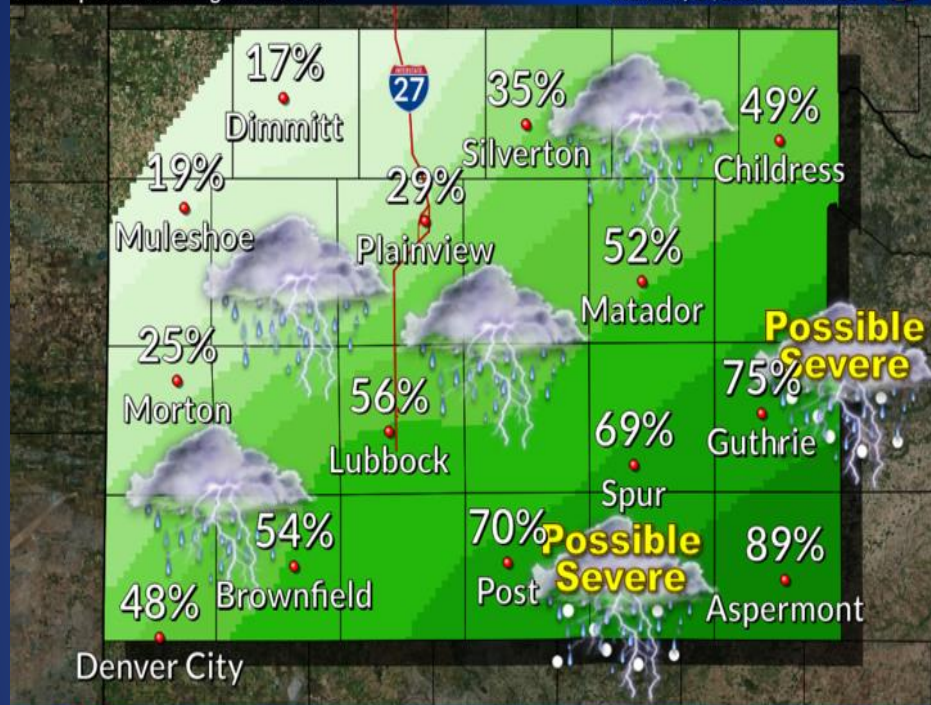 17%
Dimmitt
INTERSTATE
27
35%
Silverton
49%
Childress
19%
Muleshoe
29%
Plainview
52%
Matador
Possible
Severe
25%
Morton
56%
Lubbock
75%
Guthrie
69%
Spur
54%
Brownfield
70%
Post
Possible
Severe
89%
Aspermont
48%
Denver City